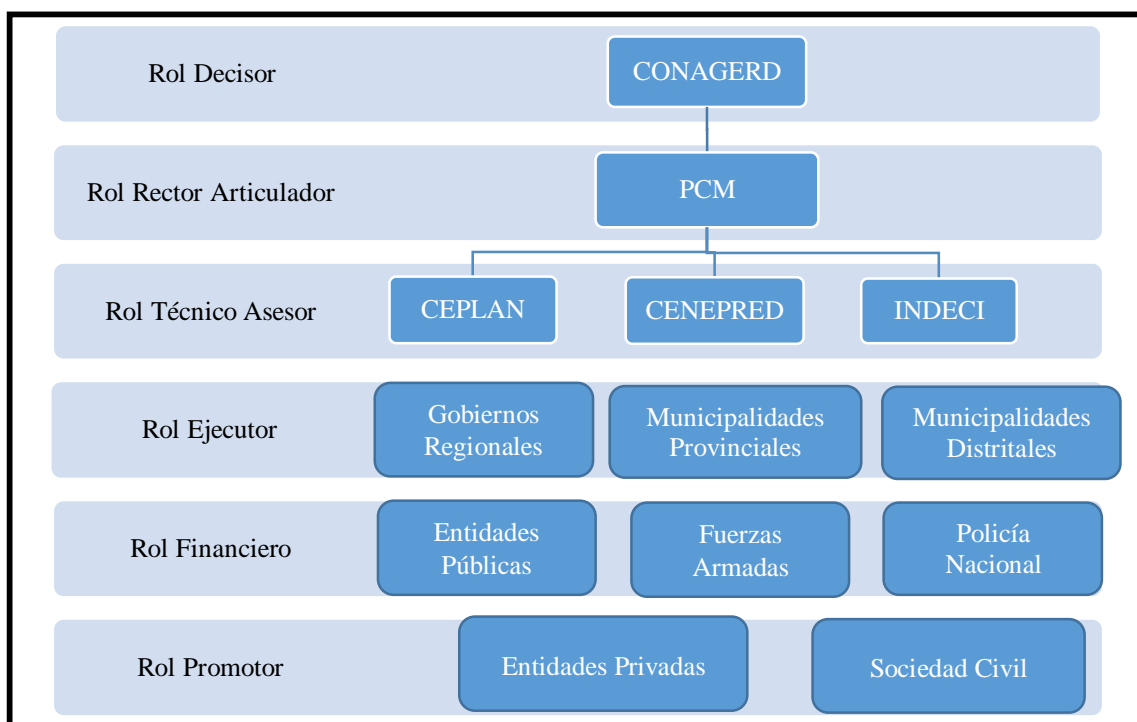 Rol Decisor
CONAGERD
Rol Rector Articulador
PCM
Rol Técnico Asesor
CEPLAN
CENEPRED
INDECI
Rol Ejecutor
Gobiernos
Regionales
Municipalidades
Provinciales
Municipalidades
Distritales
Rol Financiero
Entidades
Públicas
Fuerzas
Armadas
Policía
Nacional
Rol Promotor
Entidades Privadas
Sociedad Civil